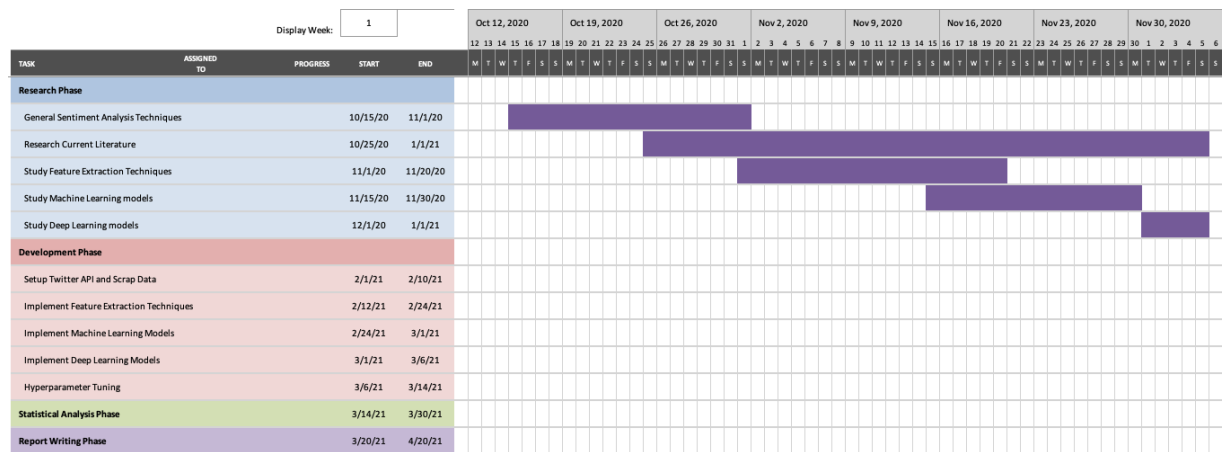 Display Week: 1
Oct 12, 2020 Oct 19, 2020 Oct 26, 2020 Nov 2, 2020 Nov 9, 2020 Nov 16, 2020 Nov 23, 2020 Nov 30, 2020
12 13 14 15 16 17 18 19 20 21 22 23 24 25 26 27 28 29 30 31 1 2 3 4 5 6 7 8 9 10 11 12 13 14 15 16 17 18 19 20 21 22 23 24 25 26 27 28 29 30 1 2 3 4 5 6
TASK ASSIGNED TO PROGRESS START END M T W T F S S M T W T F S S M T W T F S S M T W T F S S M T W T F S S M T W T F S S M T W T F S S M T W T F S S
Research Phase
General Sentiment Analysis Techniques 10/15/20 11/1/20
Research Current Literature 10/25/20 1/1/21
Study Feature Extraction Techniques 11/1/20 11/20/20
Study Machine Learning models 11/15/20 11/30/20
Study Deep Learning models 12/1/20 1/1/21
Development Phase
Setup Twitter API and Scrap Data 2/1/21 2/10/21
Implement Feature Extraction Techniques 2/12/21 2/24/21
Implement Machine Learning Models 2/24/21 3/1/21
Implement Deep Learning Models 3/1/21 3/6/21
Hyperparameter Tuning 3/6/21 3/14/21
Statistical Analysis Phase 3/14/21 3/30/21
Report Writing Phase 3/20/21 4/20/21